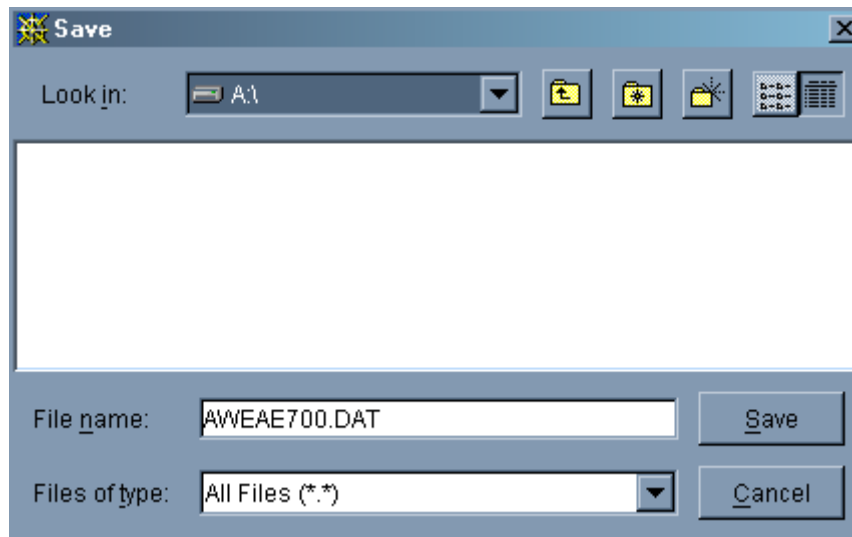 Save
Look in: A:\
File name: AWEAE700.DAT Save
Files of type: All Files (*.*) Cancel